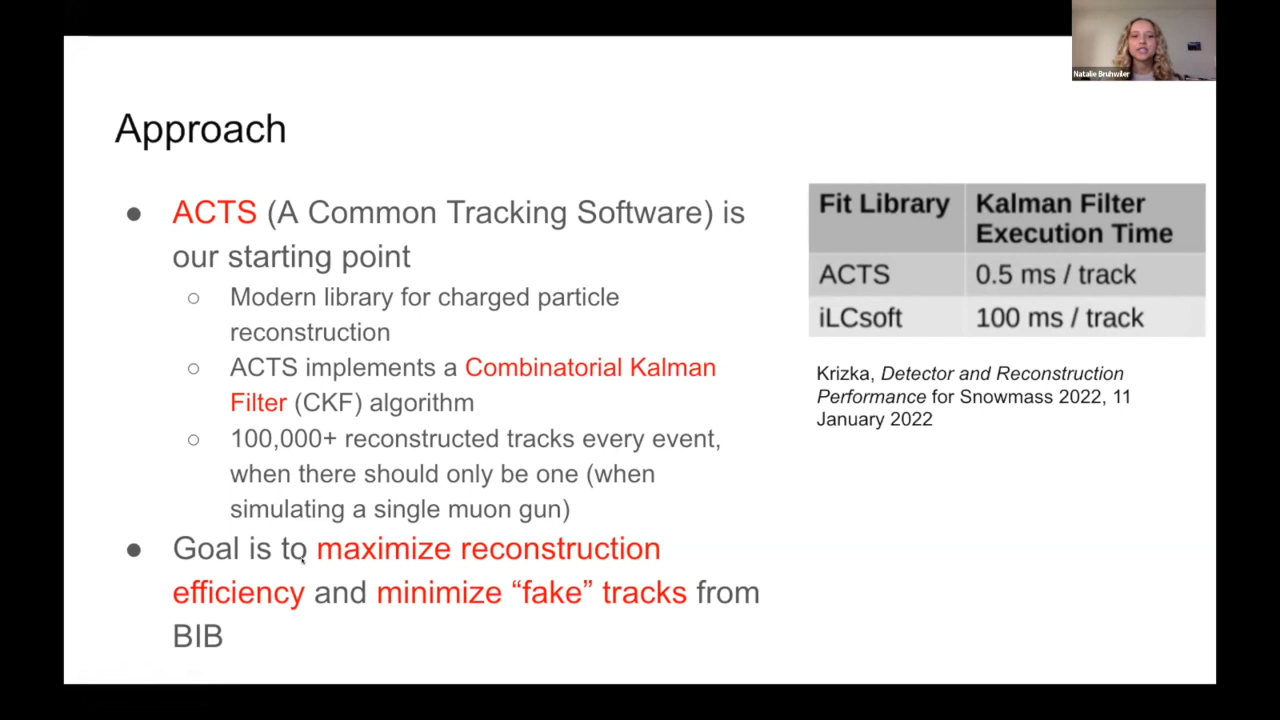 Natalie Bruhwiler
Approach
● ACTS (A Common Tracking Software) is
our starting point
○ Modern library for charged particle
reconstruction
○ ACTS implements a Combinatorial Kalman
Filter (CKF) algorithm
○ 100,000+ reconstructed tracks every event,
when there should only be one (when
simulating a single muon gun)
● Goal is to maximize reconstruction
efficiency and minimize “fake” tracks from
BIB
Fit Library Kalman Filter
Execution Time
ACTS 0.5 ms / track
iLCsoft 100 ms / track
Krizka, Detector and Reconstruction
Performance for Snowmass 2022, 11
January 2022